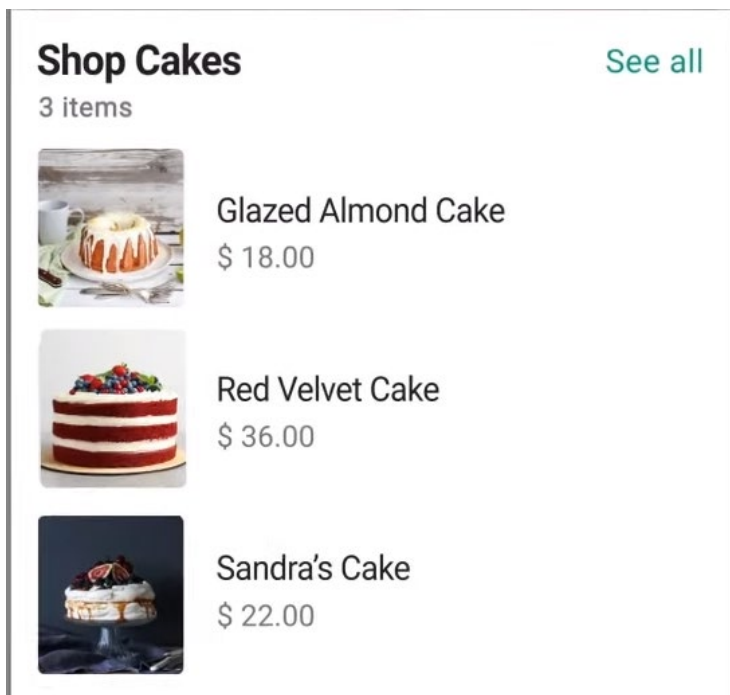 Shop Cakes
See all
3 items
Glazed Almond Cake
$ 18.00
Red Velvet Cake
$ 36.00
Sandra’s Cake
$ 22.00